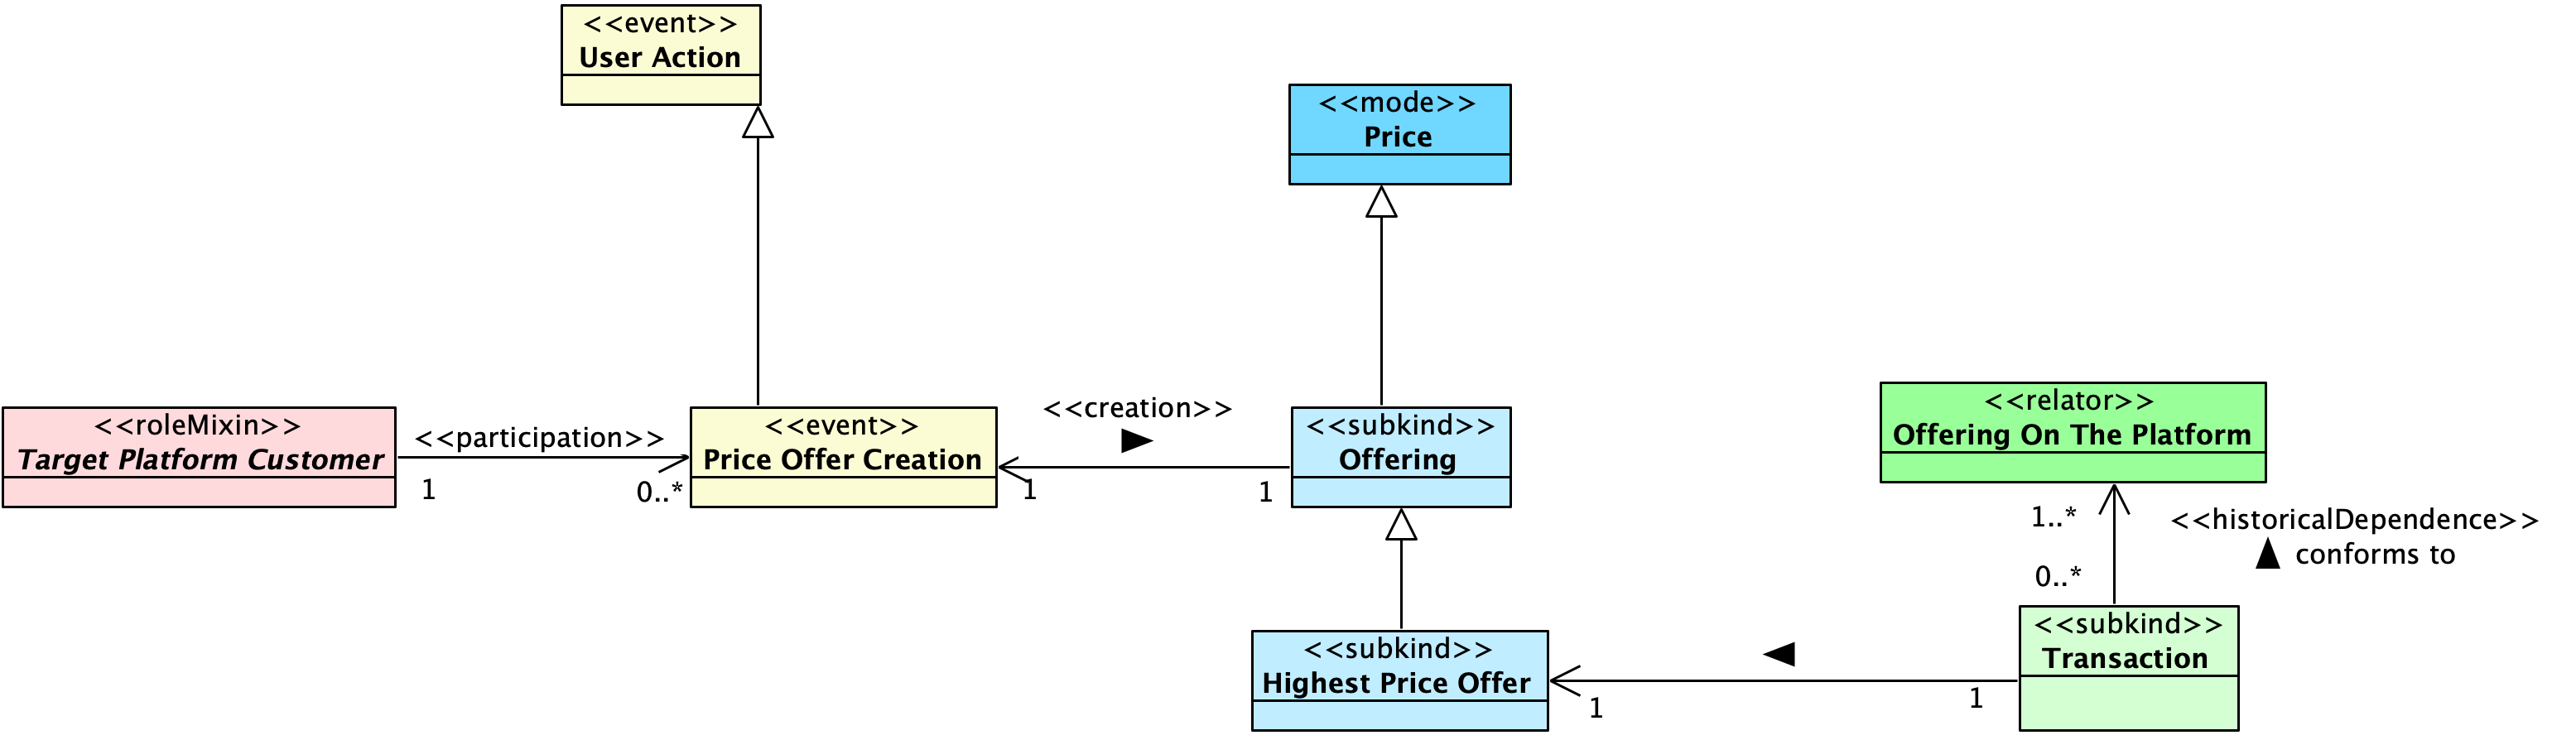 <<event>>
User Action
<<mode>>
Price
<<roleMixin>>
Target Platform Customer
<<participation>>
1
0..*
<<event>>
Price Offer Creation
<<creation>>
1
1
<<subkind>>
Offering
<<relator>>
Offering On The Platform
1..*
<<historicalDependence>>
conforms to
0..*
<<subkind>>
Highest Price Offer
1
1
<<subkind>>
Transaction